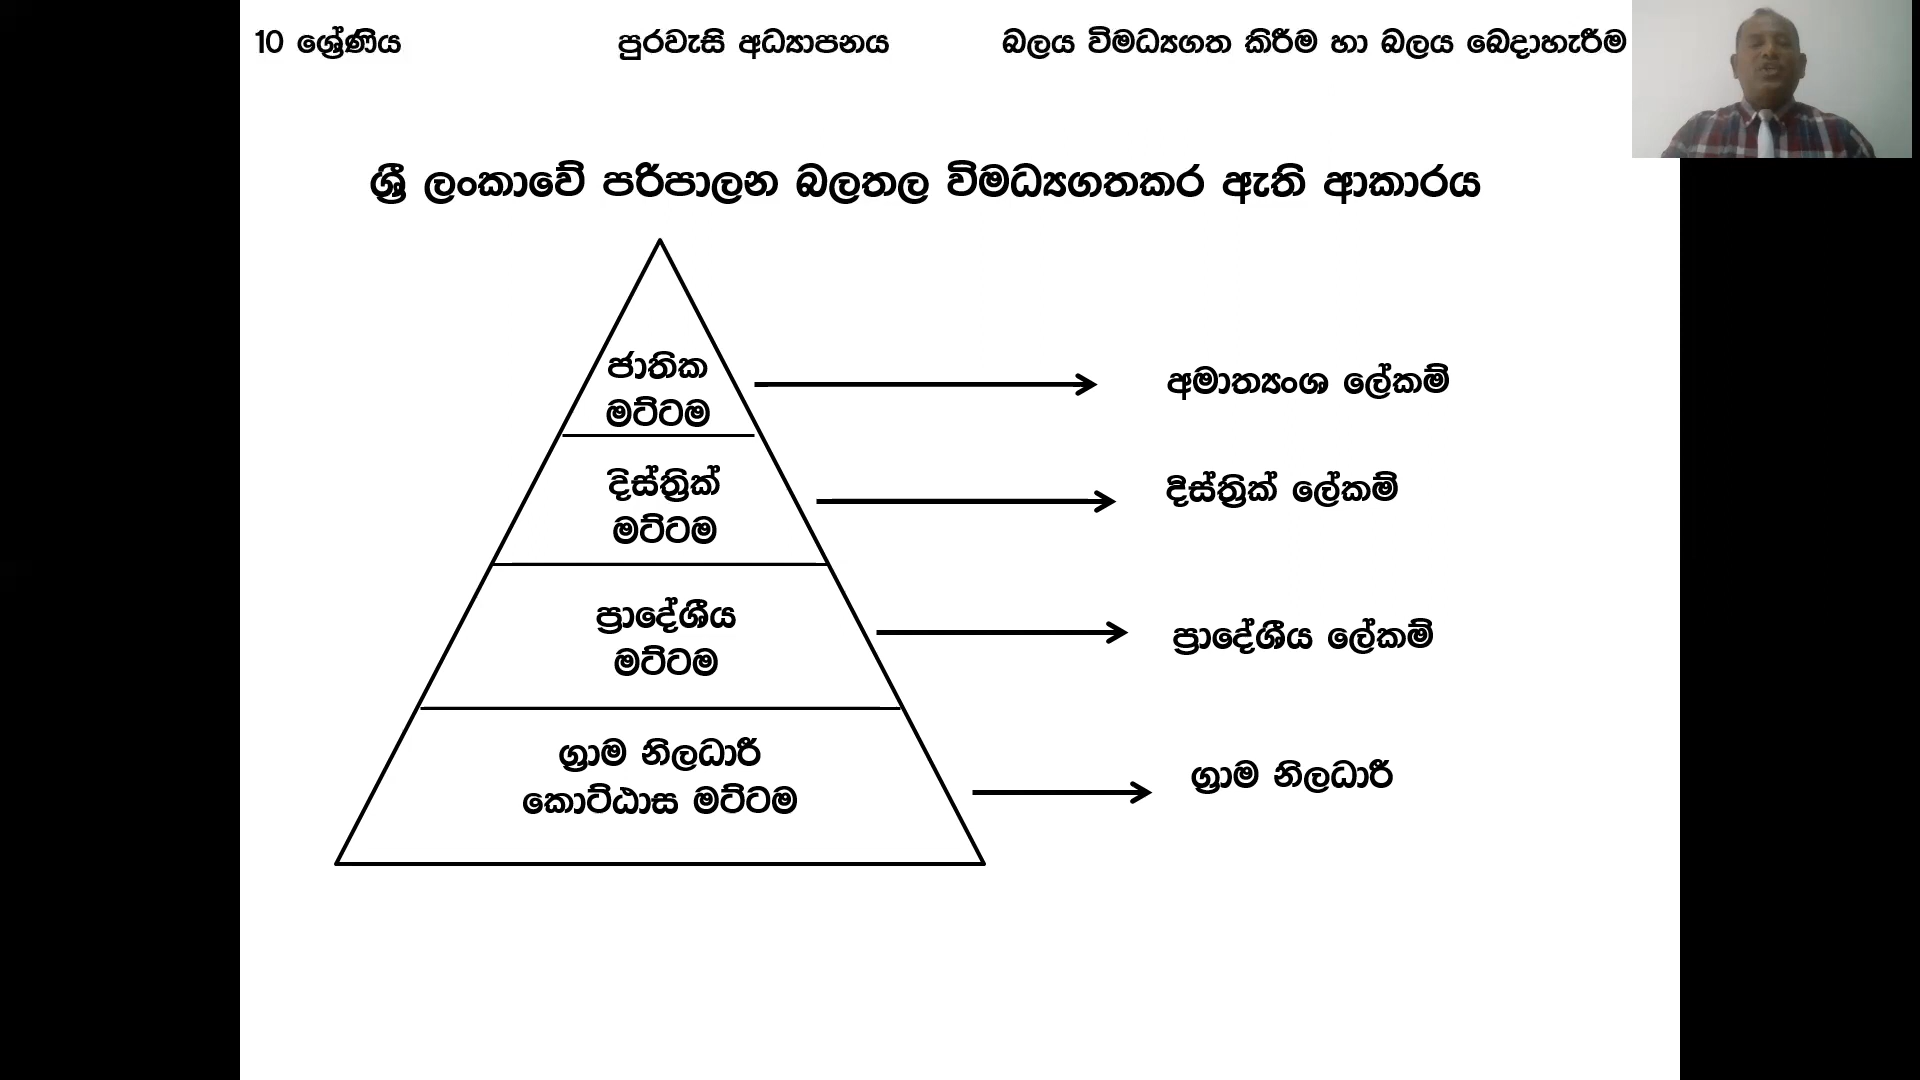 10 ශ්‍රේණිය
පුරවැසි අධ්‍යාපනය
බලය විමධ්‍යගත කිරීම හා බලය බෙදාහැරීම
ශ්‍රී ලංකාවේ පරිපාලන බලතල විමධ්‍යගතකර ඇති ආකාරය
ජාතික
මට්ටම
අමාත්‍යංශ ලේකම්
දිස්ත්‍රික්
මට්ටම
දිස්ත්‍රික් ලේකම්
ප්‍රාදේශීය
මට්ටම
ප්‍රාදේශීය ලේකම්
ග්‍රාම නිලධාරී
කොට්ඨාස මට්ටම
ග්‍රාම නිලධාරී